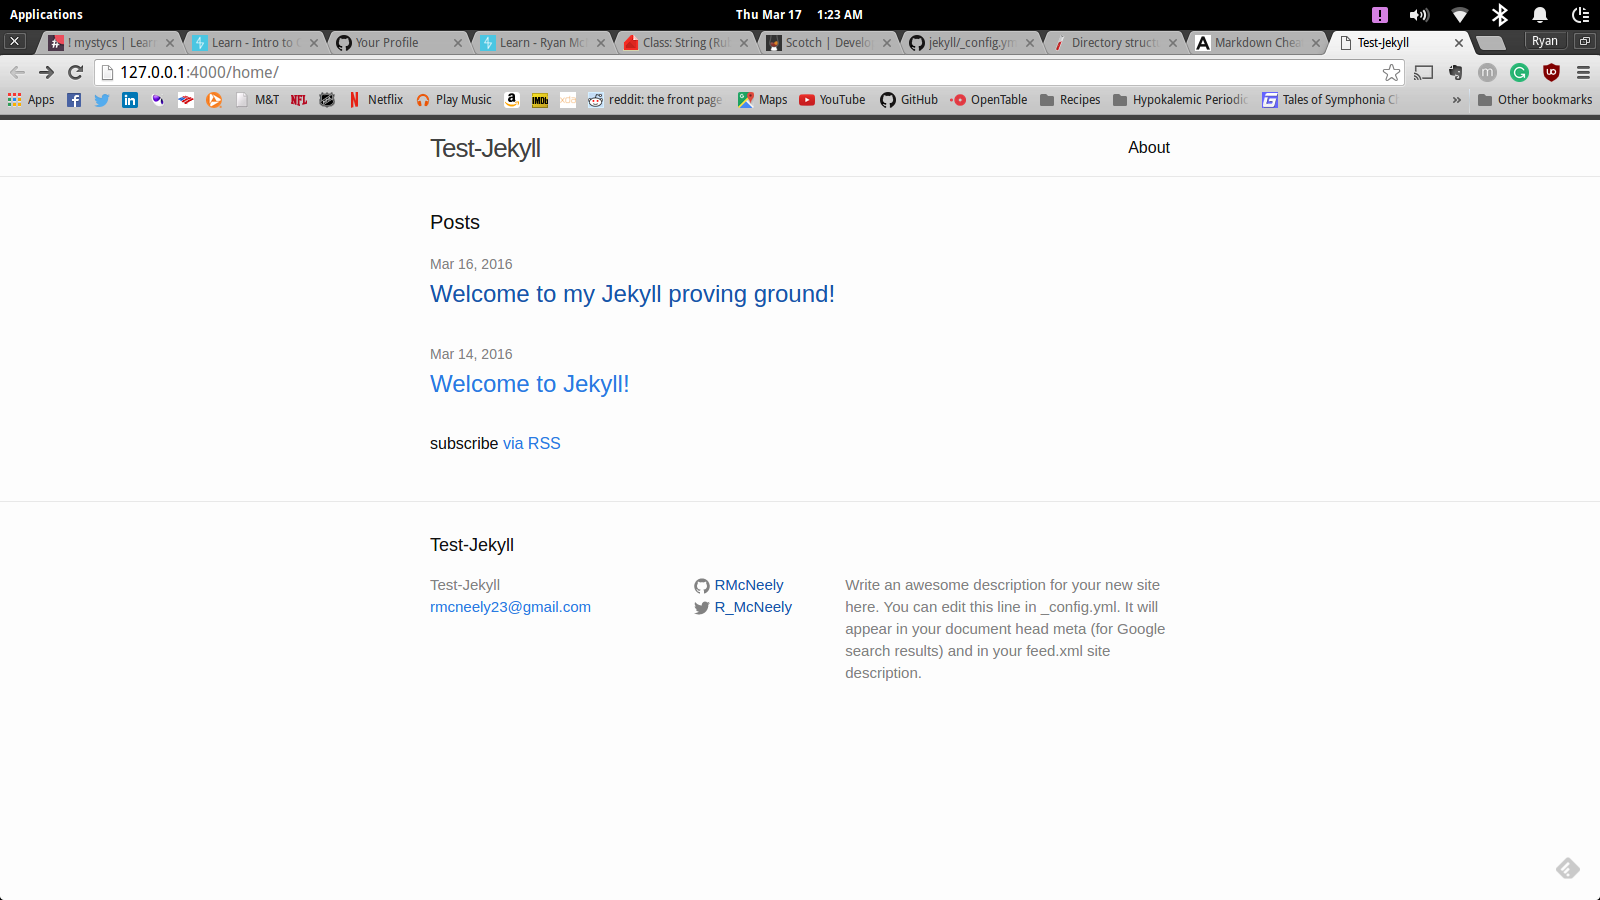 Applications
Thu Mar 17 1:23 AM
! mystycs | Lear
Learn - Intro to
Your Profile
Learn - Ryan Mc
Class: String (Ru
Scotch | Develop
jekyll/_config.ym
Directory struct
Markdown Chea
Test-Jekyll
Ryan
127.0.0.1:4000/home/
Apps
M&T
NFL
Netflix
Play Music
IMDb
xda
reddit: the front page
Maps
YouTube
GitHub
OpenTable
Recipes
Hypokalemic Periodic
Tales of Symphonia C
»
Other bookmarks
Test-Jekyll
About
Posts
Mar 16, 2016
Welcome to my Jekyll proving ground!
Mar 14, 2016
Welcome to Jekyll!
subscribe via RSS
Test-Jekyll
Test-Jekyll
rmcneely23@gmail.com
RMcNeely
R_McNeely
Write an awesome description for your new site
here. You can edit this line in _config.yml. It will
appear in your document head meta (for Google
search results) and in your feed.xml site
description.